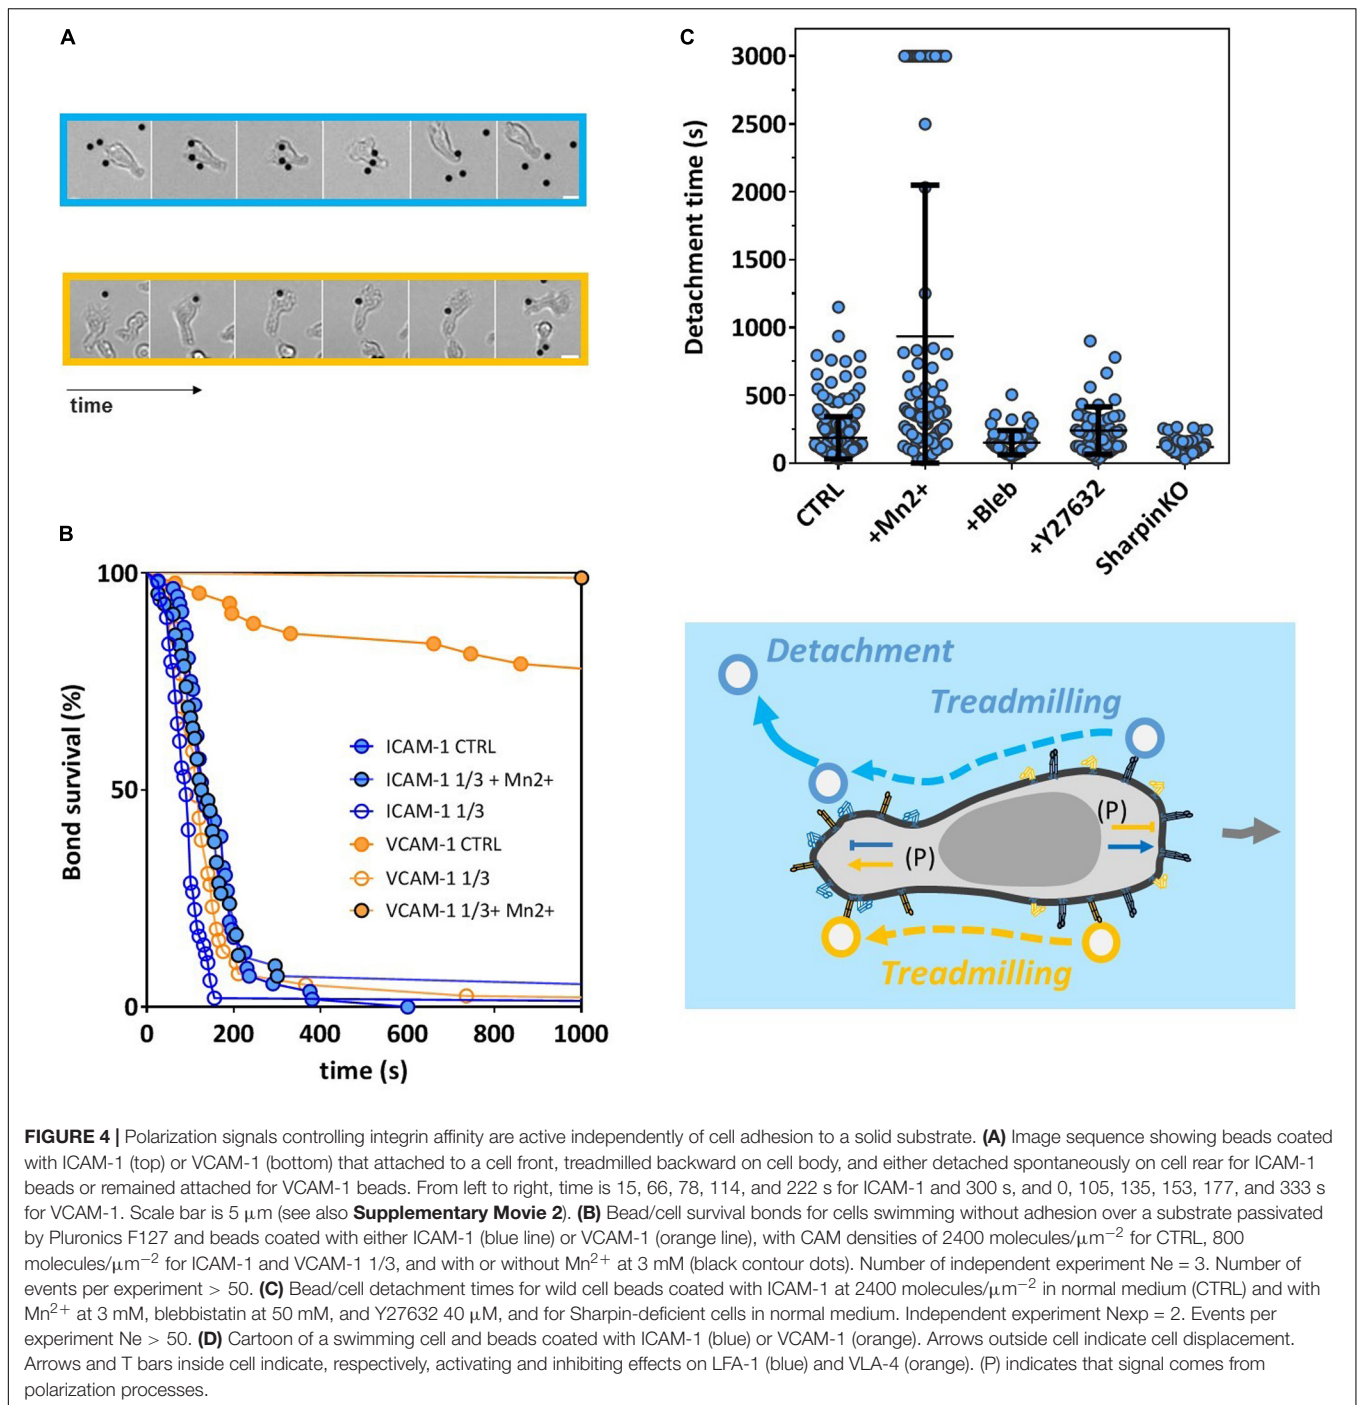 A
time
B
100
50
0
0 200 400 600 800 1000
Bond survival (%)
time (s)
ICAM-1 CTRL
ICAM-1 1/3 + Mn2+
ICAM-1 1/3
VCAM-1 CTRL
VCAM-1 1/3
VCAM-1 1/3+ Mn2+
C
3000
2500
2000
1500
1000
500
0
Detachment time (s)
CTRL
+Mn2+
+Bleb
+Y27632
SharpinKO
Detachment
Treadmilling
(P)
(P)
Treadmilling
FIGURE 4 | Polarization signals controlling integrin affinity are active independently of cell adhesion to a solid substrate. (A) Image sequence showing beads coated
with ICAM-1 (top) or VCAM-1 (bottom) that attached to a cell front, treadmilled backward on cell body, and either detached spontaneously on cell rear for ICAM-1
beads or remained attached for VCAM-1 beads. From left to right, time is 15, 66, 78, 114, and 222 s for ICAM-1 and 300 s, and 0, 105, 135, 153, 177, and 333 s
for VCAM-1. Scale bar is 5 μm (see also Supplementary Movie 2). (B) Bead/cell survival bonds for cells swimming without adhesion over a substrate passivated
by Pluronics F127 and beads coated with either ICAM-1 (blue line) or VCAM-1 (orange line), with CAM densities of 2400 molecules/μm⁻² for CTRL, 800
molecules/μm⁻² for ICAM-1 and VCAM-1 1/3, and with or without Mn²⁺ at 3 mM (black contour dots). Number of independent experiment Ne = 3. Number of
events per experiment > 50. (C) Bead/cell detachment times for wild cell beads coated with ICAM-1 at 2400 molecules/μm⁻² in normal medium (CTRL) and with
Mn²⁺ at 3 mM, blebbistatin at 50 mM, and Y27632 40 μM, and for Sharpin-deficient cells in normal medium. Independent experiment Nexp = 2. Events per
experiment Ne > 50. (D) Cartoon of a swimming cell and beads coated with ICAM-1 (blue) or VCAM-1 (orange). Arrows outside cell indicate cell displacement.
Arrows and T bars inside cell indicate, respectively, activating and inhibiting effects on LFA-1 (blue) and VLA-4 (orange). (P) indicates that signal comes from
polarization processes.